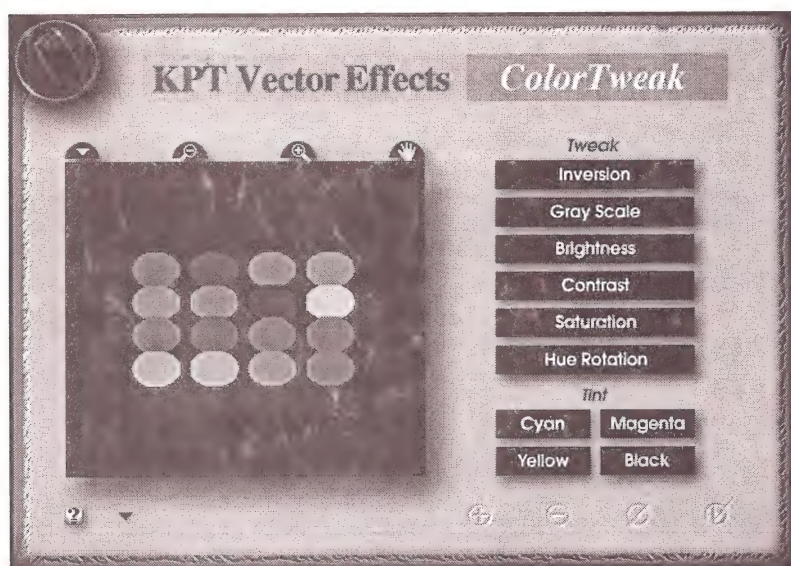 KPT Vector Effects ColorTweak
Tweak
Inversion
Gray Scale
Brightness
Contrast
Saturation
Hue Rotation
Tint
Cyan Magenta
Yellow Black
?